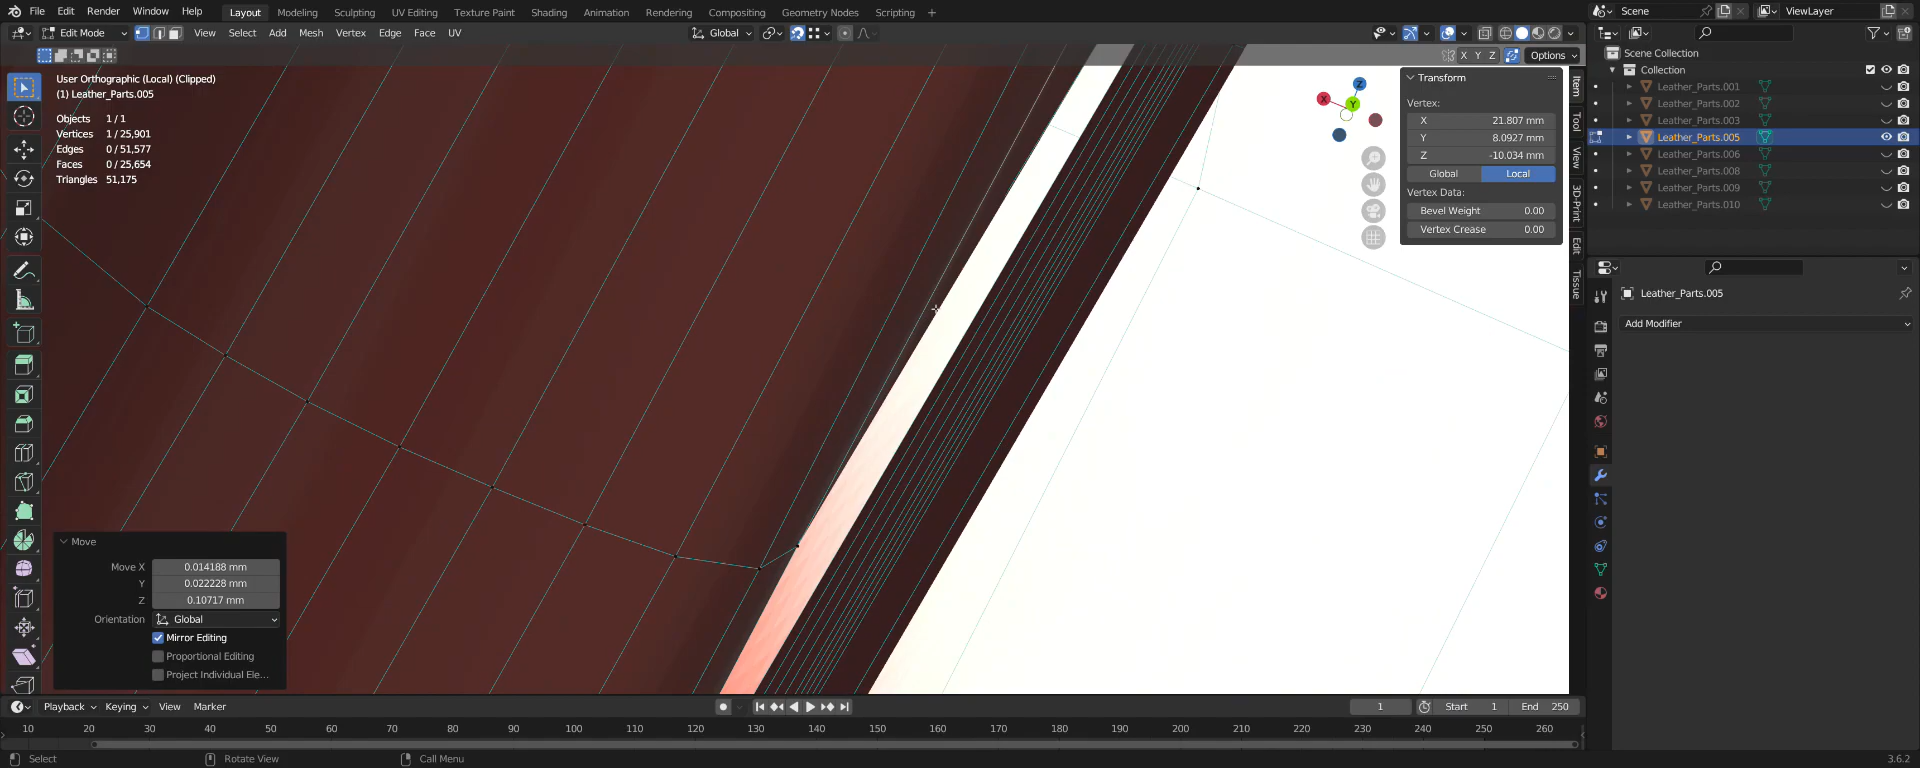 File Edit Render Window Help Layout Modeling Sculpting UV Editing Texture Paint Shading Animation Rendering Compositing Geometry Nodes Scripting + Scene ViewLayer
Edit Mode View Select Add Mesh Vertex Edge Face UV Global
X Y Z Options
User Orthographic (Local) (Clipped)
(1) Leather_Parts.005
Objects 1 / 1
Vertices 1 / 25,901
Edges 0 / 51,577
Faces 0 / 25,654
Triangles 51,175
Z
X
Y
Transform
Vertex:
X 21.807 mm
Y 8.0927 mm
Z -10.034 mm
Global Local
Vertex Data:
Bevel Weight 0.00
Vertex Crease 0.00
Item
Tool
View
3D-Print
Edit
Tissue
Scene Collection
Collection
Leather_Parts.001
Leather_Parts.002
Leather_Parts.003
Leather_Parts.005
Leather_Parts.006
Leather_Parts.008
Leather_Parts.009
Leather_Parts.010
Leather_Parts.005
Add Modifier
Move
Move X 0.014188 mm
Y 0.022228 mm
Z 0.10717 mm
Orientation Global
Mirror Editing
Proportional Editing
Project Individual Ele...
Playback Keying View Marker 1 Start 1 End 250
10 20 30 40 50 60 70 80 90 100 110 120 130 140 150 160 170 180 190 200 210 220 230 240 250 260
Select Rotate View Call Menu 3.6.2